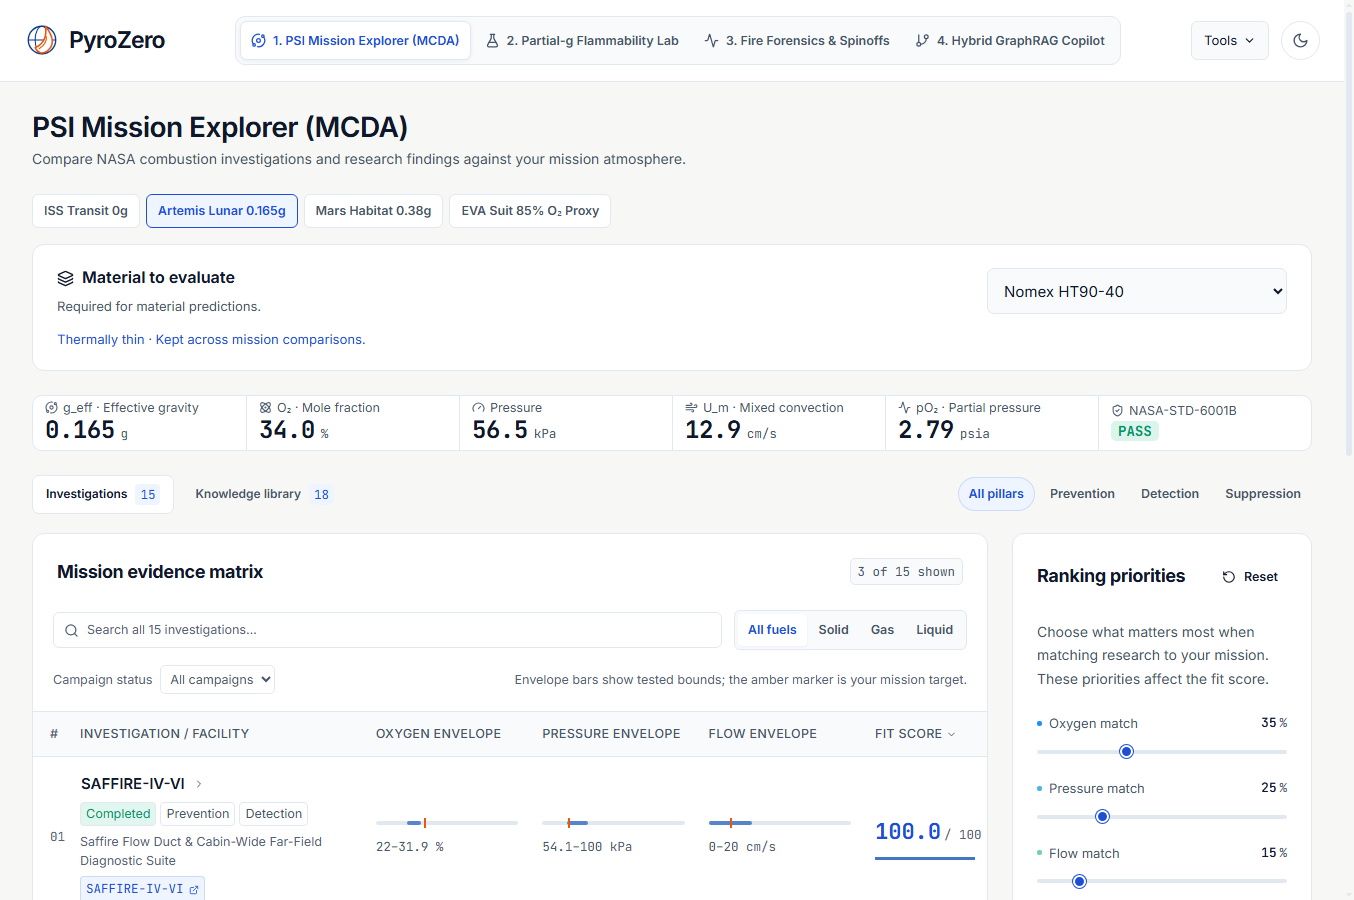 PyroZero
1. PSI Mission Explorer (MCDA)
2. Partial-g Flammability Lab
3. Fire Forensics & Spinoffs
4. Hybrid GraphRAG Copilot
Tools
PSI Mission Explorer (MCDA)
Compare NASA combustion investigations and research findings against your mission atmosphere.
ISS Transit 0g
Artemis Lunar 0.165g
Mars Habitat 0.38g
EVA Suit 85% O₂ Proxy
Material to evaluate
Required for material predictions.
Thermally thin · Kept across mission comparisons.
Nomex HT90-40
g_eff · Effective gravity
0.165 g
O₂ · Mole fraction
34.0 %
Pressure
56.5 kPa
U_m · Mixed convection
12.9 cm/s
pO₂ · Partial pressure
2.79 psia
NASA-STD-6001B
PASS
Investigations 15
Knowledge library 18
All pillars
Prevention
Detection
Suppression
Mission evidence matrix
3 of 15 shown
Search all 15 investigations...
All fuels
Solid
Gas
Liquid
Campaign status
All campaigns
Envelope bars show tested bounds; the amber marker is your mission target.
# INVESTIGATION / FACILITY OXYGEN ENVELOPE PRESSURE ENVELOPE FLOW ENVELOPE FIT SCORE
01
SAFFIRE-IV-VI
Completed Prevention Detection
Saffire Flow Duct & Cabin-Wide Far-Field
Diagnostic Suite
SAFFIRE-IV-VI
22–31.9 %
54.1–100 kPa
0–20 cm/s
100.0 / 100
Ranking priorities
Reset
Choose what matters most when
matching research to your mission.
These priorities affect the fit score.
Oxygen match 35 %
Pressure match 25 %
Flow match 15 %